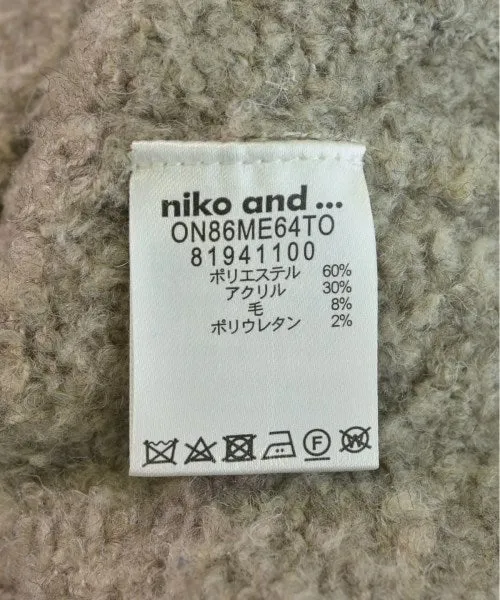 niko and ...
ON86ME64TO
81941100
ポリエステル 60%
アクリル 30%
毛 8%
ポリウレタン 2%
F
W